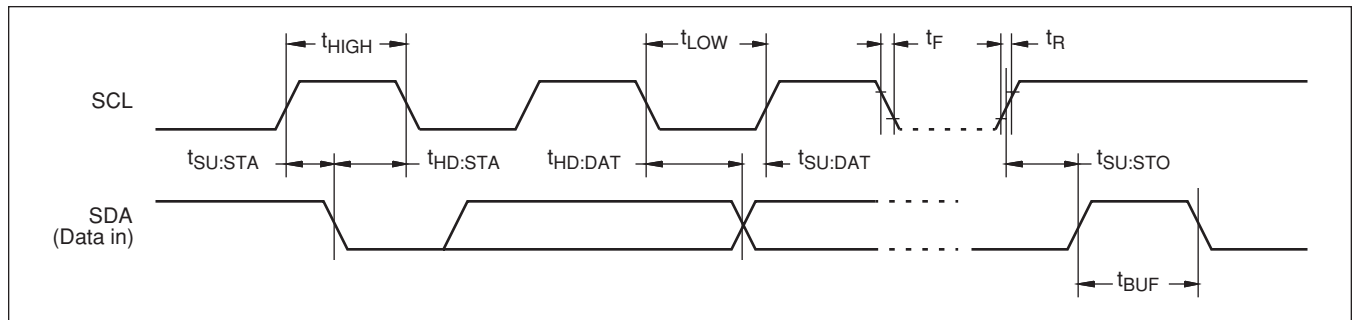 tHIGH
tLOW
tF
tR
SCL
tSU:STA
tHD:STA
tHD:DAT
tSU:DAT
tSU:STO
SDA
(Data in)
tBUF